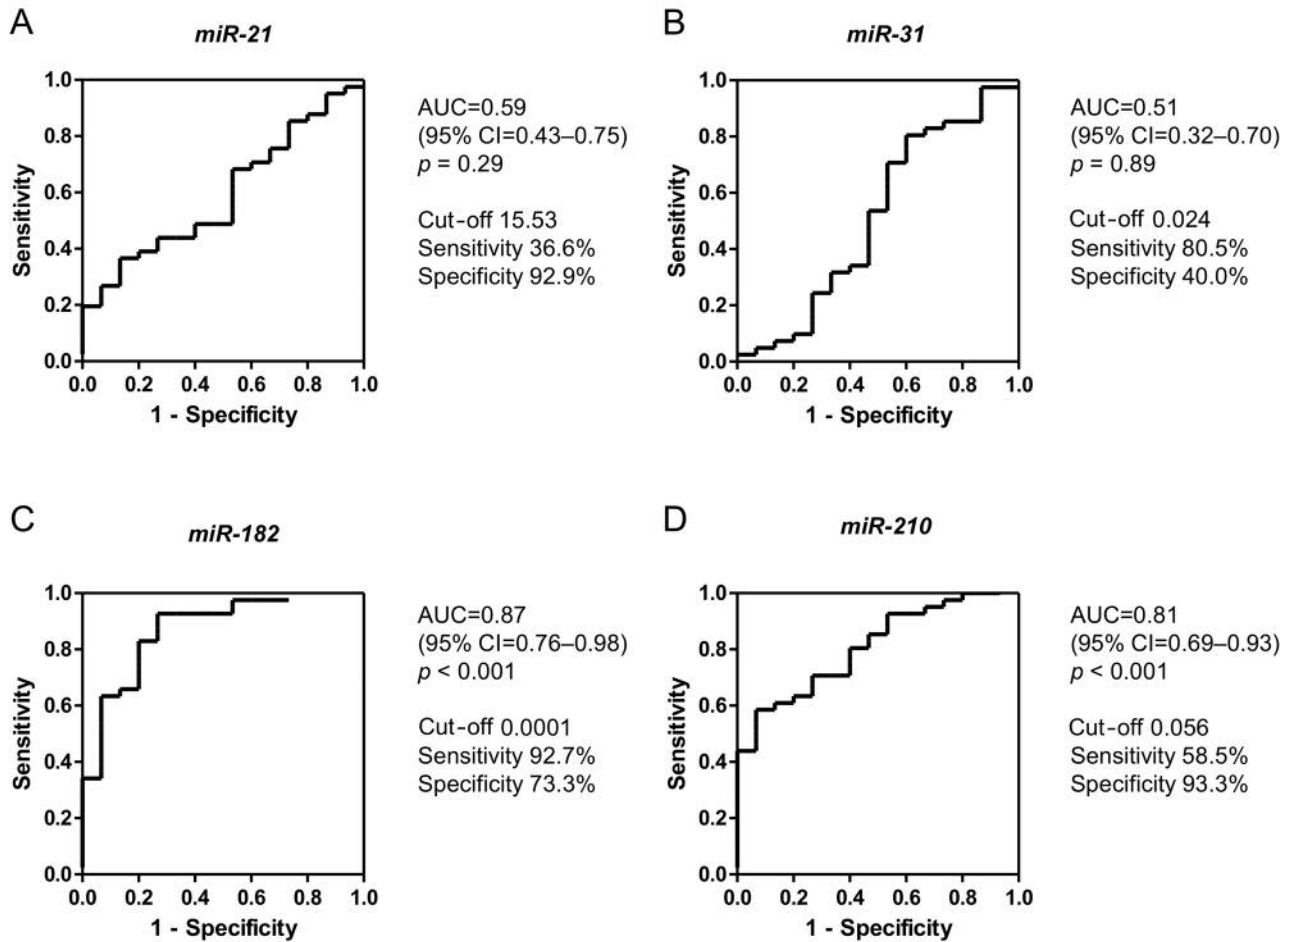 A
miR-21
1.0
0.8
0.6
0.4
0.2
0.0
Sensitivity
0.0 0.2 0.4 0.6 0.8 1.0
1 - Specificity
AUC=0.59
(95% CI=0.43–0.75)
p = 0.29
Cut-off 15.53
Sensitivity 36.6%
Specificity 92.9%
B
miR-31
1.0
0.8
0.6
0.4
0.2
0.0
Sensitivity
0.0 0.2 0.4 0.6 0.8 1.0
1 - Specificity
AUC=0.51
(95% CI=0.32–0.70)
p = 0.89
Cut-off 0.024
Sensitivity 80.5%
Specificity 40.0%
C
miR-182
1.0
0.8
0.6
0.4
0.2
0.0
Sensitivity
0.0 0.2 0.4 0.6 0.8 1.0
1 - Specificity
AUC=0.87
(95% CI=0.76–0.98)
p < 0.001
Cut-off 0.0001
Sensitivity 92.7%
Specificity 73.3%
D
miR-210
1.0
0.8
0.6
0.4
0.2
0.0
Sensitivity
0.0 0.2 0.4 0.6 0.8 1.0
1 - Specificity
AUC=0.81
(95% CI=0.69–0.93)
p < 0.001
Cut-off 0.056
Sensitivity 58.5%
Specificity 93.3%